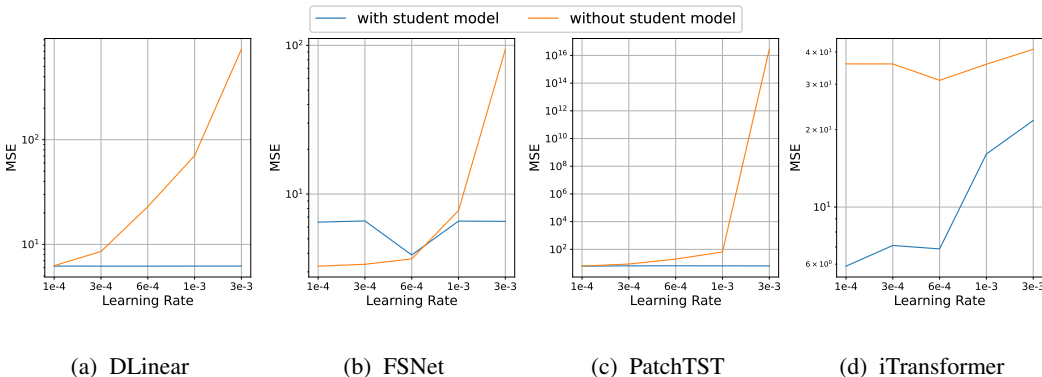 with student model without student model
10²
10¹
MSE
1e-4 3e-4 6e-4 1e-3 3e-3
Learning Rate
(a) DLinear
10²
10¹
MSE
1e-4 3e-4 6e-4 1e-3 3e-3
Learning Rate
(b) FSNet
10¹⁶
10¹⁴
10¹²
10¹⁰
10⁸
10⁶
10⁴
10²
MSE
1e-4 3e-4 6e-4 1e-3 3e-3
Learning Rate
(c) PatchTST
4 × 10¹
3 × 10¹
2 × 10¹
10¹
6 × 10⁰
MSE
1e-4 3e-4 6e-4 1e-3 3e-3
Learning Rate
(d) iTransformer